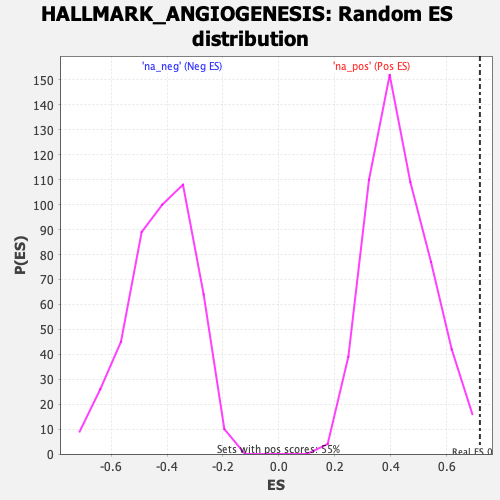 HALLMARK_ANGIOGENESIS: Random ES
distribution
'na_neg' (Neg ES)
'na_pos' (Pos ES)
150
140
130
120
110
100
90
80
70
60
50
40
30
20
10
0
P(ES)
Sets with pos scores: 55%
Real ES 0
-0.6
-0.4
-0.2
0.0
0.2
0.4
0.6
ES